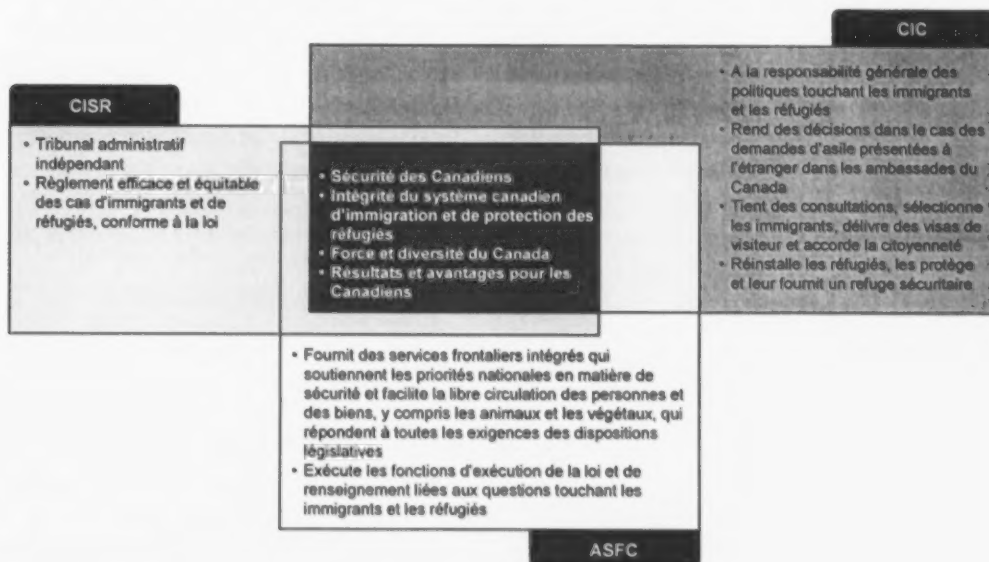 CIC
• A la responsabilité générale des
politiques touchant les immigrants
et les réfugiés
• Rend des décisions dans le cas des
demandes d'asile présentées à
l'étranger dans les ambassades du
Canada
• Tient des consultations, sélectionne
les immigrants, délivre des visas de
visiteur et accorde la citoyenneté
• Réinstalle les réfugiés, les protège
et leur fournit un refuge sécuritaire
CISR
• Tribunal administratif
indépendant
• Règlement efficace et équitable
des cas d'immigrants et de
réfugiés, conforme à la loi
• Sécurité des Canadiens
• Intégrité du système canadien
d'immigration et de protection des
réfugiés
• Force et diversité du Canada
• Résultats et avantages pour les
Canadiens
• Fournit des services frontaliers intégrés qui
soutiennent les priorités nationales en matière de
sécurité et facilite la libre circulation des personnes et
des biens, y compris les animaux et les végétaux, qui
répondent à toutes les exigences des dispositions
législatives
• Exécute les fonctions d'exécution de la loi et de
renseignement liées aux questions touchant les
immigrants et les réfugiés
ASFC